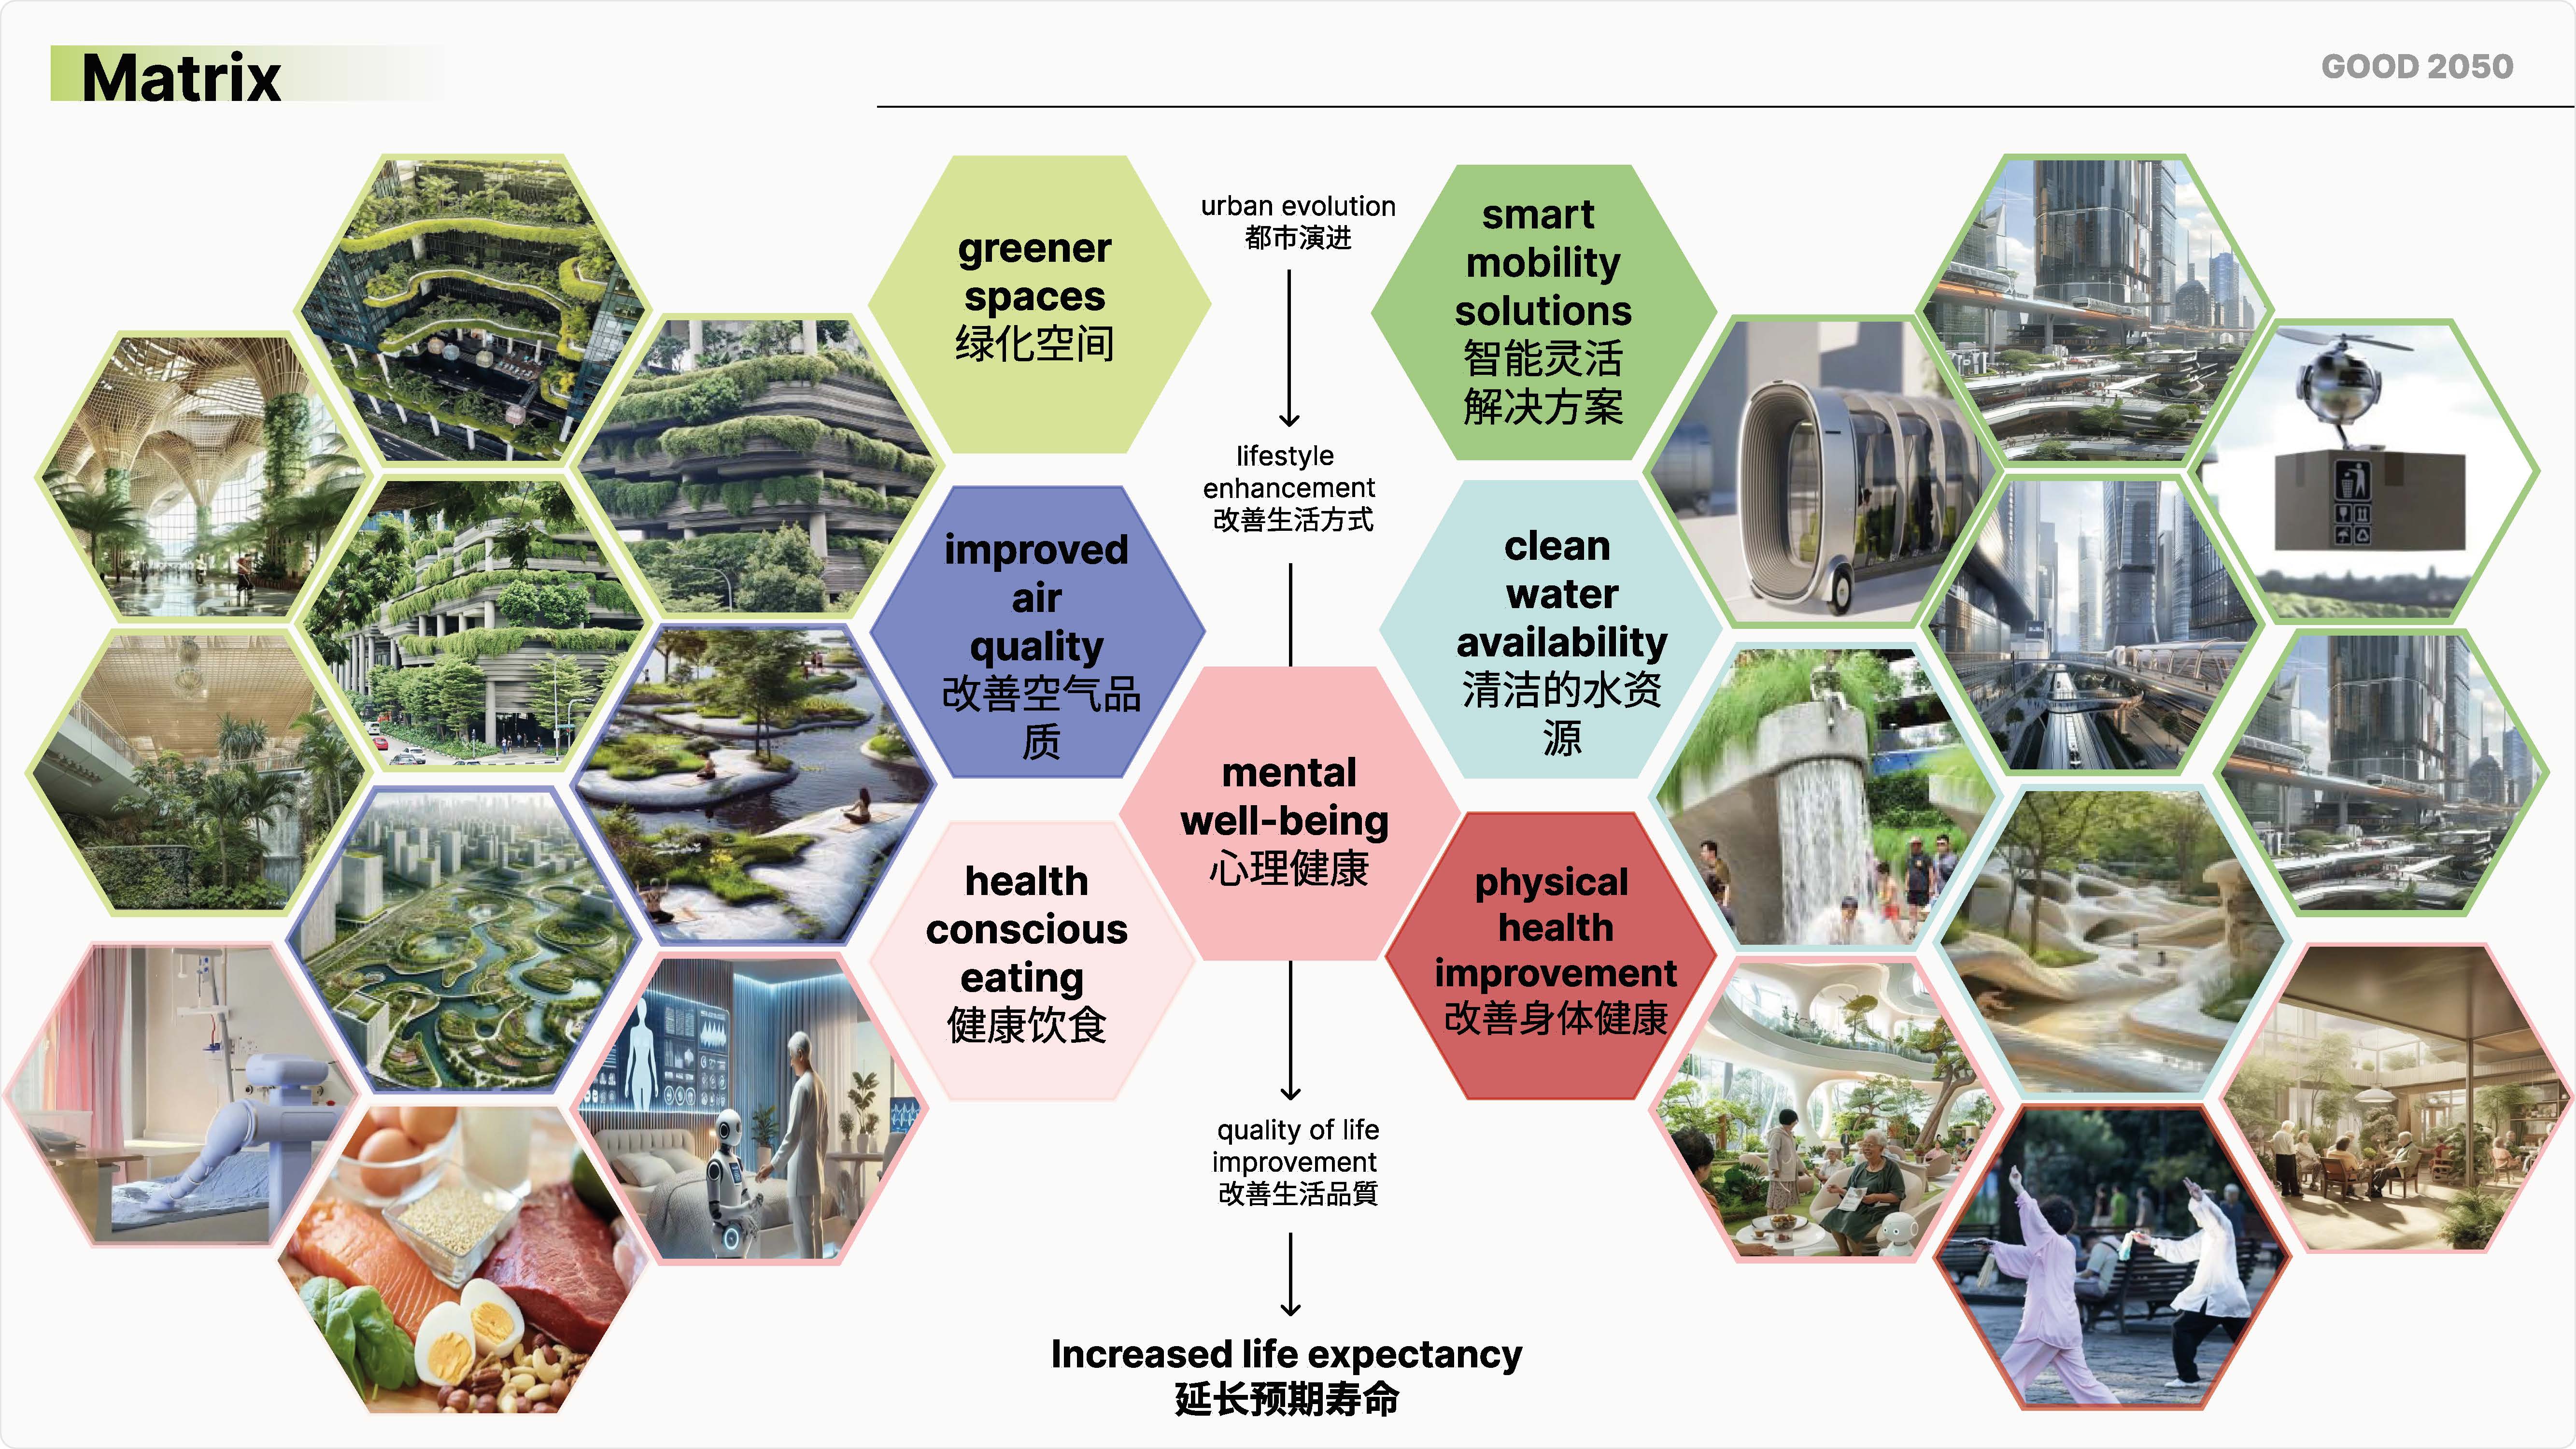 Matrix
GOOD 2050
greener
spaces
绿化空间
urban evolution
都市演进
smart
mobility
solutions
智能灵活
解决方案
lifestyle
enhancement
改善生活方式
improved
air
quality
改善空气品
质
clean
water
availability
清洁的水资
源
mental
well-being
心理健康
health
conscious
eating
健康饮食
physical
health
improvement
改善身体健康
quality of life
improvement
改善生活品質
Increased life expectancy
延长预期寿命